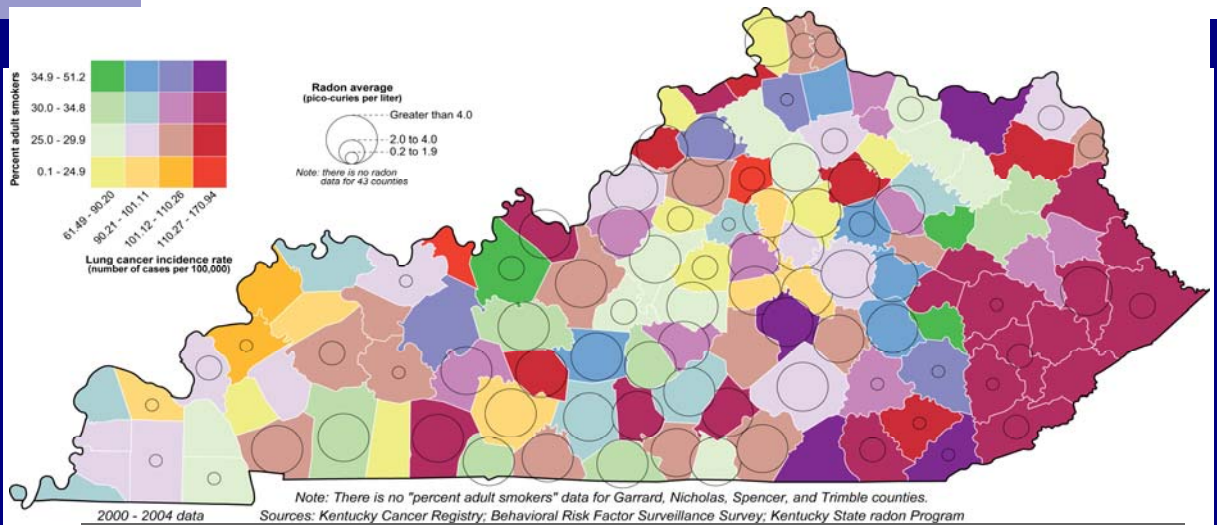 Percent adult smokers
34.9 - 51.2
30.0 - 34.8
25.0 - 29.9
0.1 - 24.9
61.49 - 90.20
90.21 - 101.11
101.12 - 110.26
110.27 - 170.94
Lung cancer incidence rate
(number of cases per 100,000)
Radon average
(pico-curies per liter)
Greater than 4.0
2.0 to 4.0
0.2 to 1.9
Note: there is no radon
data for 43 counties
Note: There is no "percent adult smokers" data for Garrard, Nicholas, Spencer, and Trimble counties.
2000 - 2004 data
Sources: Kentucky Cancer Registry; Behavioral Risk Factor Surveillance Survey; Kentucky State radon Program